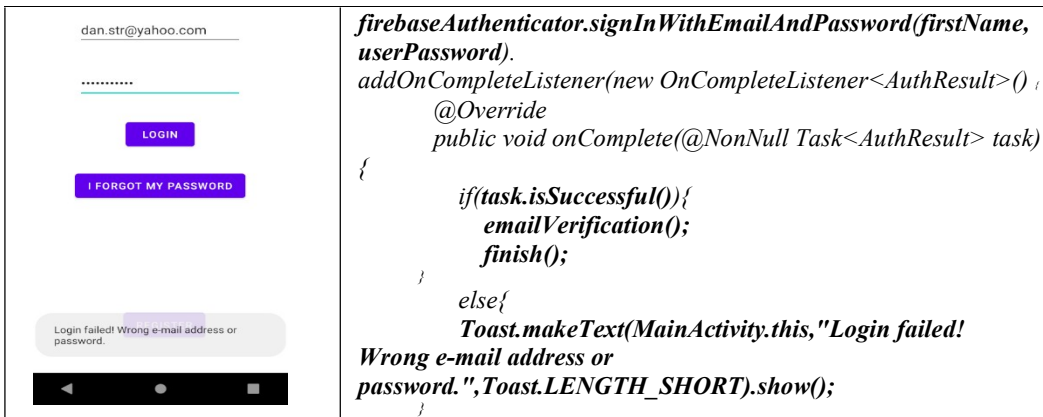 dan.str@yahoo.com
...........
LOGIN
I FORGOT MY PASSWORD
Login failed! Wrong e-mail address or
password.
firebaseAuthenticator.signInWithEmailAndPassword(firstName,
userPassword).
addOnCompleteListener(new OnCompleteListener<AuthResult>() {
@Override
public void onComplete(@NonNull Task<AuthResult> task)
{
if(task.isSuccessful()){
emailVerification();
finish();
}
else{
Toast.makeText(MainActivity.this,"Login failed!
Wrong e-mail address or
password.",Toast.LENGTH_SHORT).show();
}